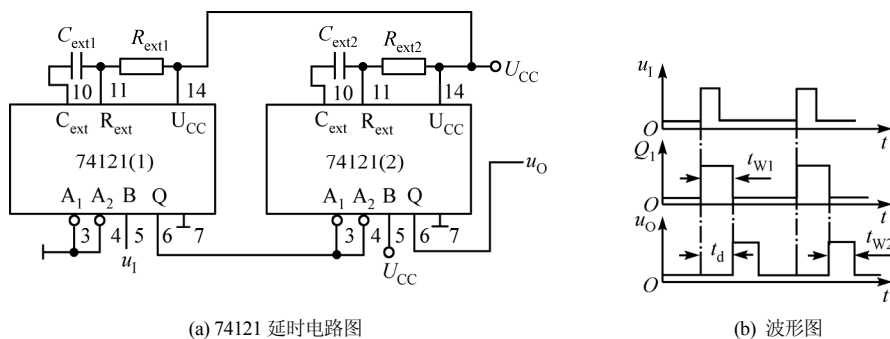 C_ext1 R_ext1
10 11 14
C_ext R_ext U_CC
74121(1)
A_1 A_2 B Q
3 4 5 6 7
u_I
C_ext2 R_ext2
U_CC
10 11 14
C_ext R_ext U_CC
74121(2)
u_O
A_1 A_2 B Q
3 4 5 6 7
U_CC
(a) 74121 延时电路图
u_I
O t
Q_1
t_W1
O t
u_O
t_d t_W2
O t
(b) 波形图